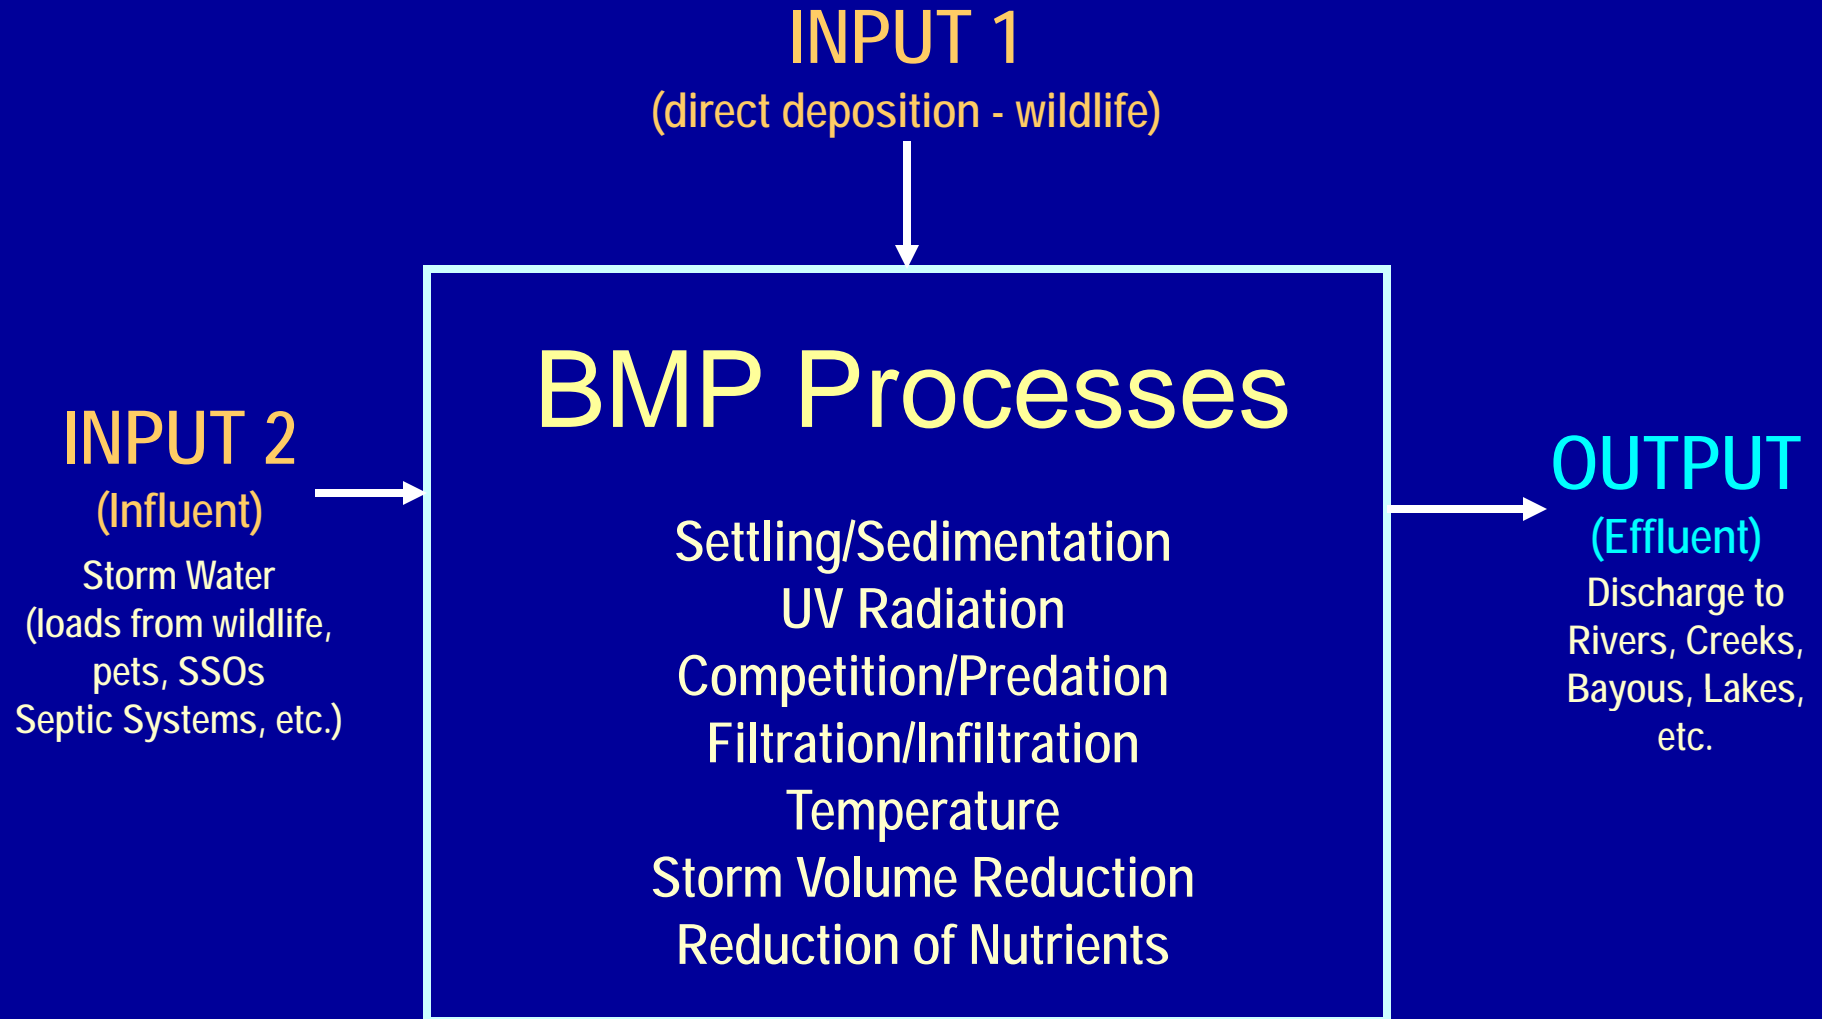 INPUT 1
(direct deposition - wildlife)
INPUT 2
(Influent)
Storm Water
(loads from wildlife,
pets, SSOs
Septic Systems, etc.)
BMP Processes
Settling/Sedimentation
UV Radiation
Competition/Predation
Filtration/Infiltration
Temperature
Storm Volume Reduction
Reduction of Nutrients
OUTPUT
(Effluent)
Discharge to
Rivers, Creeks,
Bayous, Lakes,
etc.